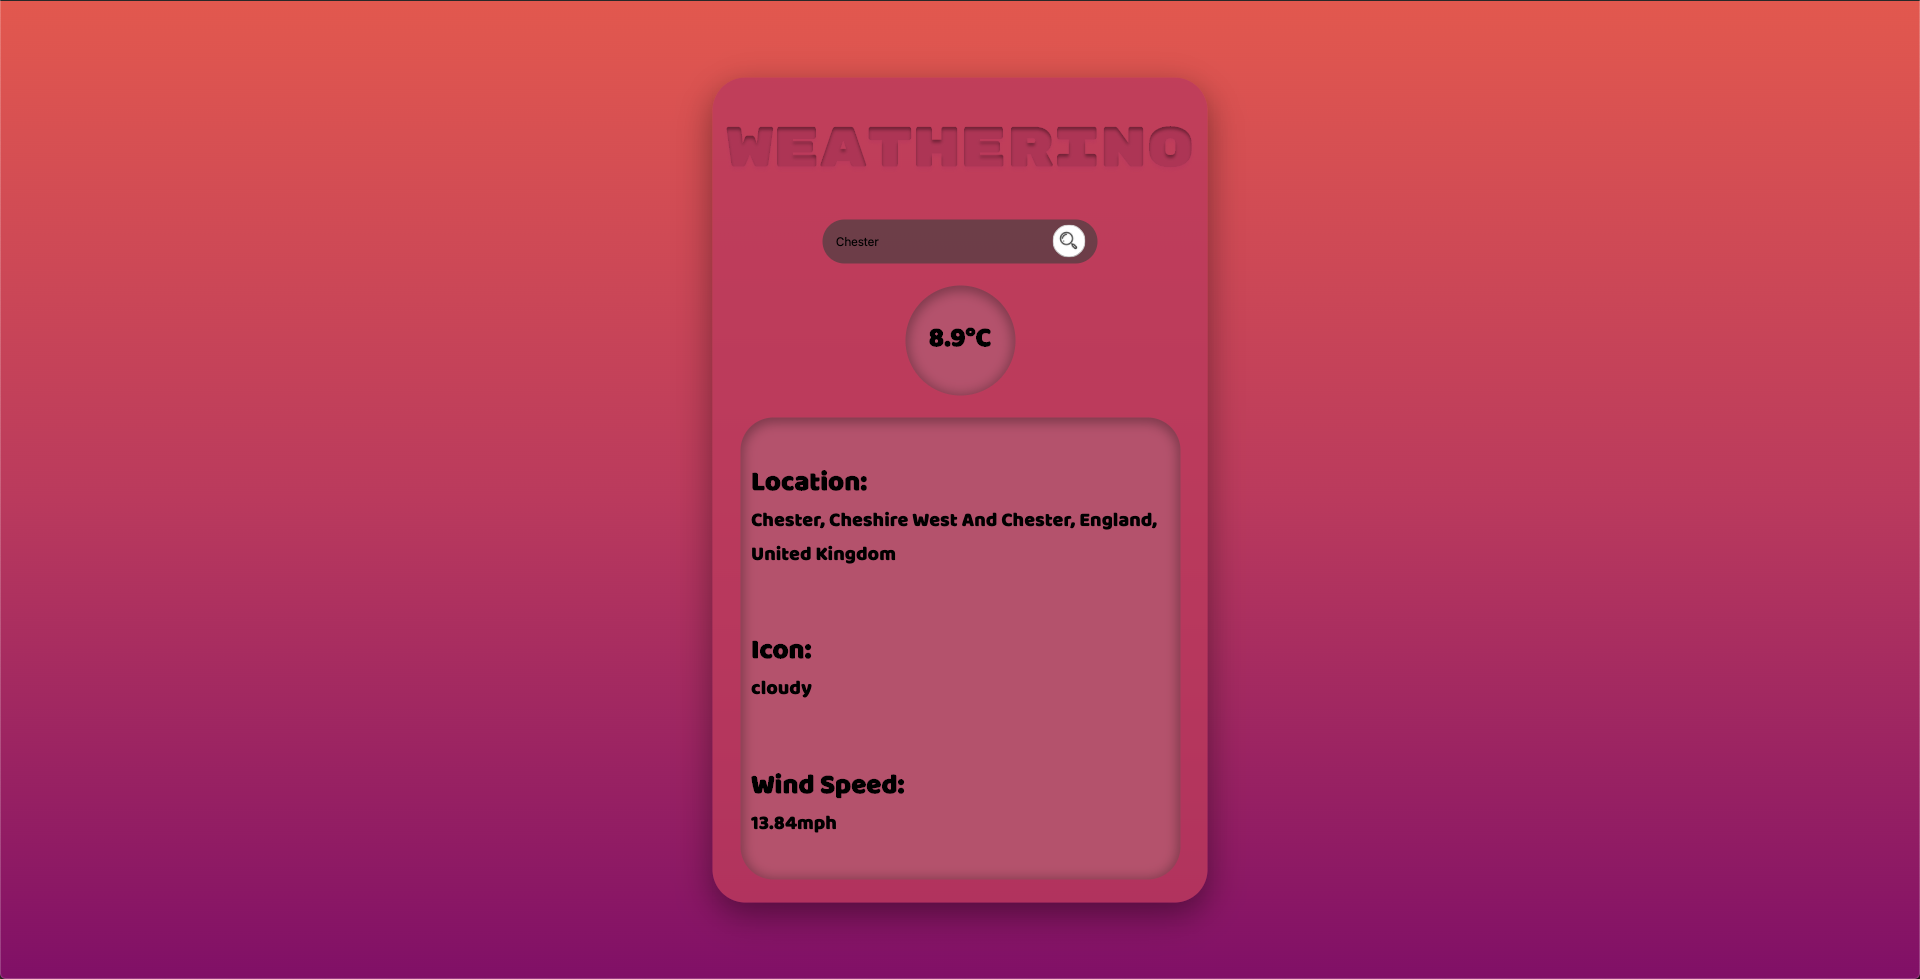 WEATHERINO
Chester
8.9°C
Location:
Chester, Cheshire West And Chester, England,
United Kingdom
Icon:
cloudy
Wind Speed:
13.84mph